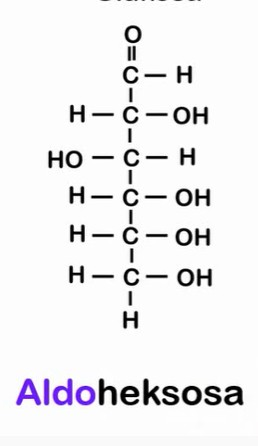 O
C — H
H — C — OH
HO — C — H
H — C — OH
H — C — OH
H — C — OH
H
Aldoheksosa